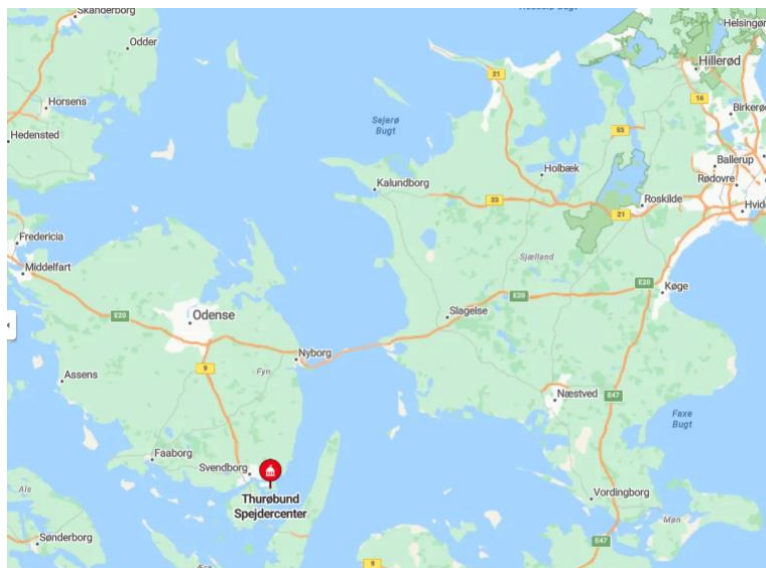 Skanderborg
Odder
Helsingør
Hillerød
21
16
Horsens
Sejerø
Bugt
Birkerø
Hedensted
53
Ballerup
Holbæk
Rødovre
Kalundborg
Roskilde
23
21
Hvido
Fredericia
Sjælland
Middelfart
E20
E20
Køge
Odense
E20
Slagelse
Nyborg
9
Fyn
Assens
Næstved
E47
Faxe
Bugt
Faaborg
Svendborg
Thurøbund
Spejdercenter
Als
Vordingborg
Møn
Sønderborg
E47
9